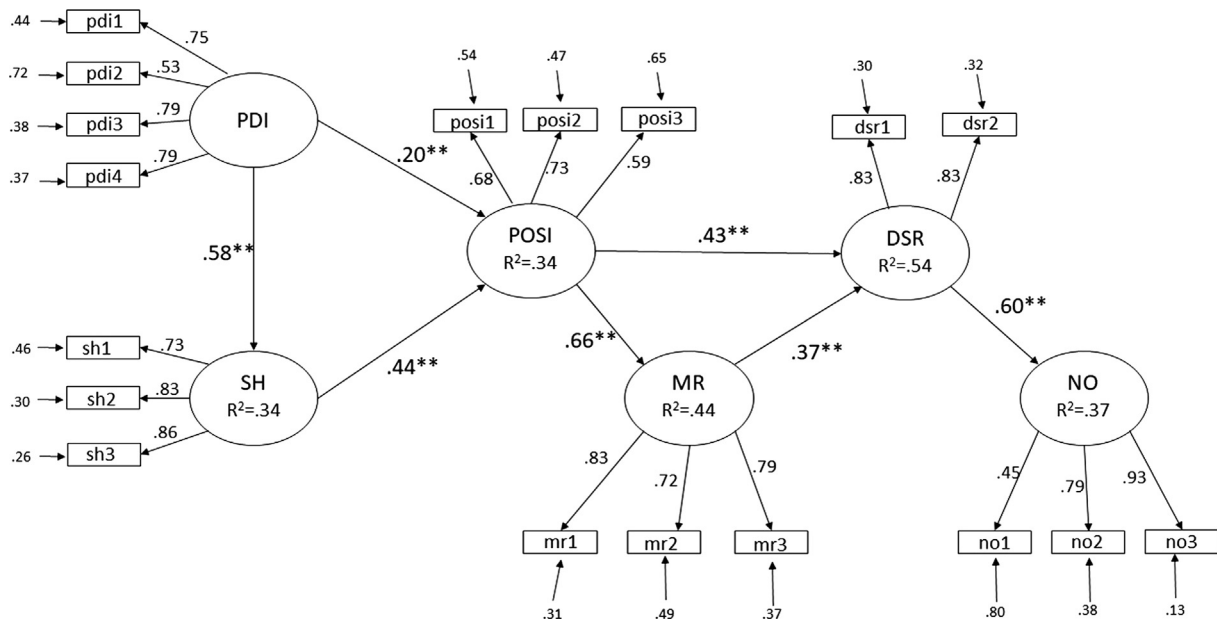 .44
pdi1
.75
.72
pdi2
.53
.38
pdi3
.79
.37
pdi4
.79
PDI
.54
.47
.65
posi1
posi2
posi3
.68
.73
.59
.30
.32
dsr1
dsr2
.83
.83
.20**
.58**
POSI
R²=.34
.43**
DSR
R²=.54
.60**
.66**
.37**
.44**
.46
sh1
.73
.30
sh2
.83
.26
sh3
.86
SH
R²=.34
MR
R²=.44
NO
R²=.37
.83
.72
.79
.45
.79
.93
mr1
mr2
mr3
no1
no2
no3
.31
.49
.37
.80
.38
.13